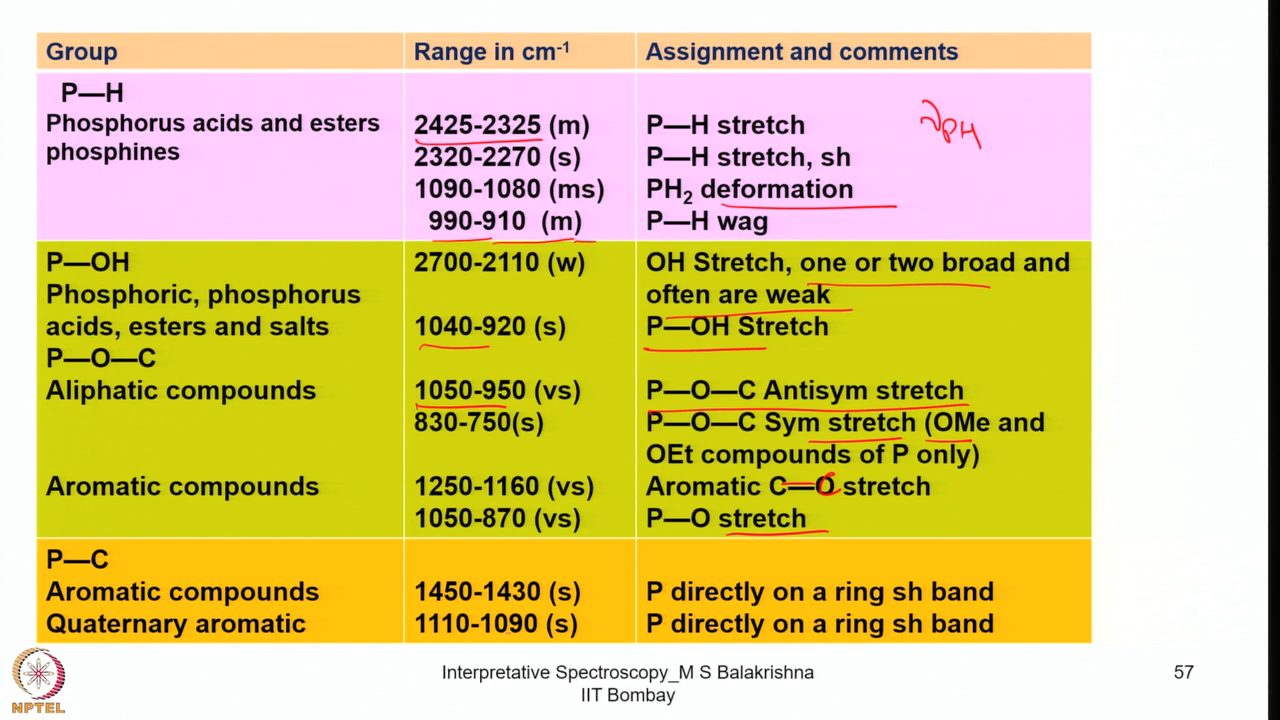 Group Range in cm-1 Assignment and comments
P—H
Phosphorus acids and esters 2425-2325 (m) P—H stretch
νPH
phosphines 2320-2270 (s) P—H stretch, sh
1090-1080 (ms) PH2 deformation
990-910 (m) P—H wag
P—OH 2700-2110 (w) OH Stretch, one or two broad and
Phosphoric, phosphorus often are weak
acids, esters and salts 1040-920 (s) P—OH Stretch
P—O—C
Aliphatic compounds 1050-950 (vs) P—O—C Antisym stretch
830-750(s) P—O—C Sym stretch (OMe and
OEt compounds of P only)
Aromatic compounds 1250-1160 (vs) Aromatic C—O stretch
1050-870 (vs) P—O stretch
P—C
Aromatic compounds 1450-1430 (s) P directly on a ring sh band
Quaternary aromatic 1110-1090 (s) P directly on a ring sh band
NPTEL
Interpretative Spectroscopy_M S Balakrishna
IIT Bombay
57